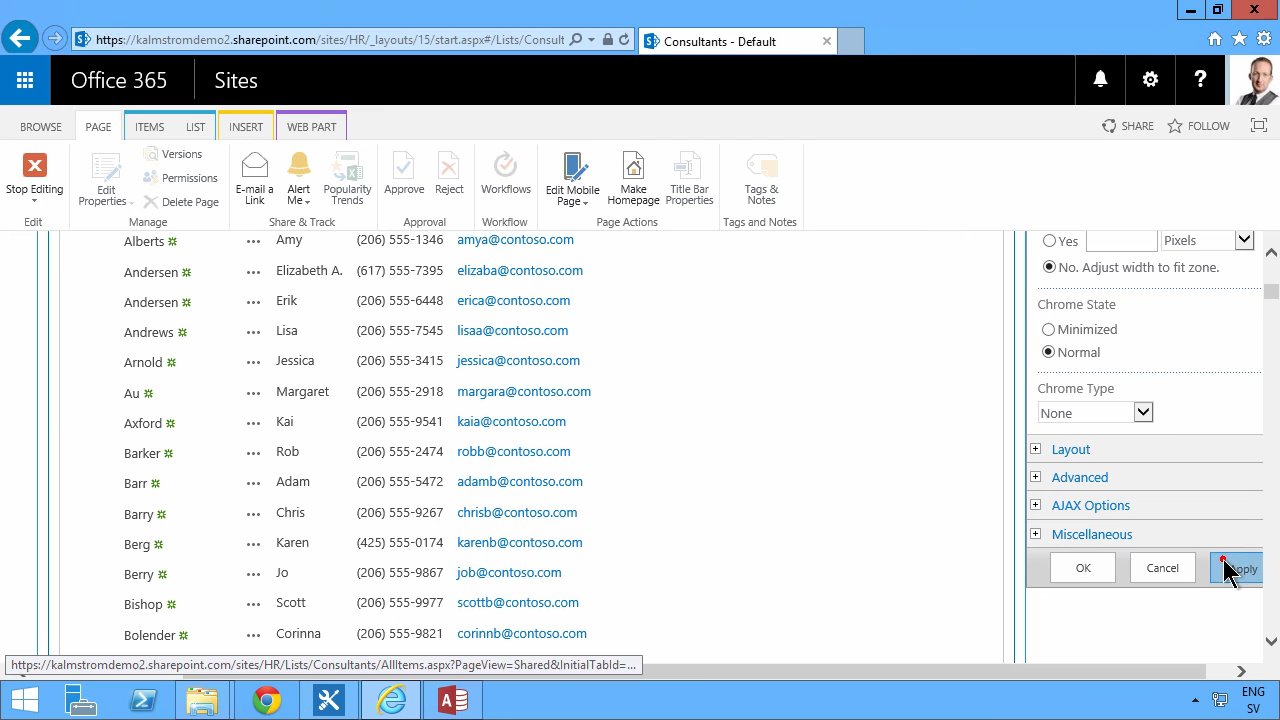 https://kalmstromdemo2.sharepoint.com/sites/HR/_layouts/15/start.aspx#/Lists/Consult
Consultants - Default
Office 365
Sites
?
BROWSE
PAGE
ITEMS
LIST
INSERT
WEB PART
SHARE
FOLLOW
Stop Editing
Edit
Edit Properties
Versions
Permissions
Delete Page
Manage
E-mail a Link
Alert Me
Popularity Trends
Share & Track
Approve
Reject
Approval
Workflows
Workflow
Edit Mobile Page
Make Homepage
Title Bar Properties
Page Actions
Tags & Notes
Tags and Notes
Alberts ... Amy (206) 555-1346 amya@contoso.com
Andersen ... Elizabeth A. (617) 555-7395 elizaba@contoso.com
Andersen ... Erik (206) 555-6448 erica@contoso.com
Andrews ... Lisa (206) 555-7545 lisaa@contoso.com
Arnold ... Jessica (206) 555-3415 jessica@contoso.com
Au ... Margaret (206) 555-2918 margara@contoso.com
Axford ... Kai (206) 555-9541 kaia@contoso.com
Barker ... Rob (206) 555-2474 robb@contoso.com
Barr ... Adam (206) 555-5472 adamb@contoso.com
Barry ... Chris (206) 555-9267 chrisb@contoso.com
Berg ... Karen (425) 555-0174 karenb@contoso.com
Berry ... Jo (206) 555-9867 job@contoso.com
Bishop ... Scott (206) 555-9977 scottb@contoso.com
Bolender ... Corinna (206) 555-9821 corinnb@contoso.com
Yes
Pixels
No. Adjust width to fit zone.
Chrome State
Minimized
Normal
Chrome Type
None
Layout
Advanced
AJAX Options
Miscellaneous
OK
Cancel
https://kalmstromdemo2.sharepoint.com/sites/HR/Lists/Consultants/AllItems.aspx?PageView=Shared&InitialTabId=...
ENG
SV